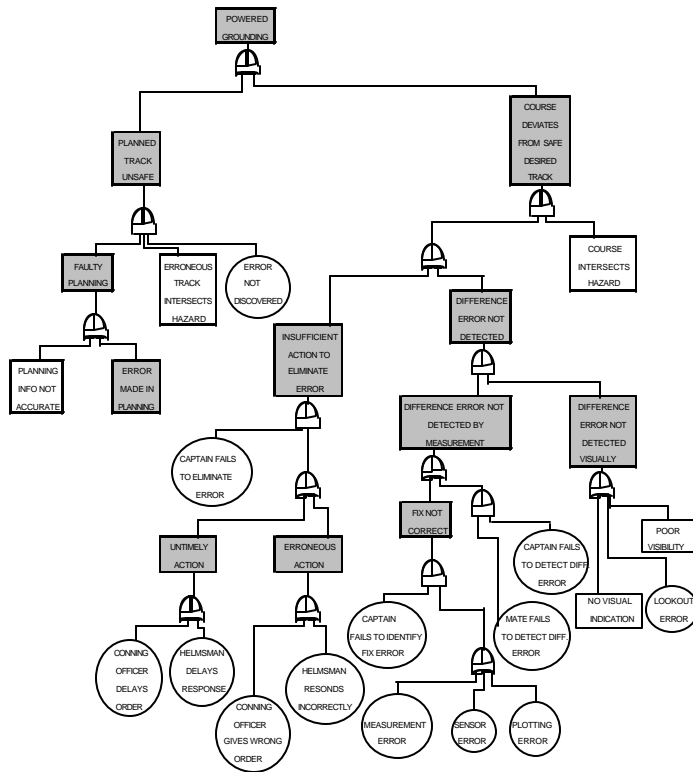 POWERED
GROUNDING
PLANNED
TRACK
UNSAFE
COURSE
DEVIATES
FROM SAFE
DESIRED
TRACK
FAULTY
PLANNING
ERRONEOUS
TRACK
INTERSECTS
HAZARD
ERROR
NOT
DISCOVERED
COURSE
INTERSECTS
HAZARD
INSUFFICIENT
ACTION TO
ELIMINATE
ERROR
DIFFERENCE
ERROR NOT
DETECTED
PLANNING
INFO NOT
ACCURATE
ERROR
MADE IN
PLANNING
DIFFERENCE ERROR NOT
DETECTED BY
MEASUREMENT
DIFFERENCE
ERROR NOT
DETECTED
VISUALLY
CAPTAIN FAILS
TO ELIMINATE
ERROR
FIX NOT
CORRECT
POOR
VISIBILITY
UNTIMELY
ACTION
ERRONEOUS
ACTION
CAPTAIN FAILS
TO DETECT DIFF.
ERROR
NO VISUAL
INDICATION
LOOKOUT
ERROR
CAPTAIN
FAILS TO IDENTIFY
FIX ERROR
MATE FAILS
TO DETECT DIFF.
ERROR
CONNING
OFFICER
DELAYS
ORDER
HELMSMAN
DELAYS
RESPONSE
CONNING
OFFICER
GIVES WRONG
ORDER
HELMSMAN
RESONDS
INCORRECTLY
MEASUREMENT
ERROR
SENSOR
ERROR
PLOTTING
ERROR